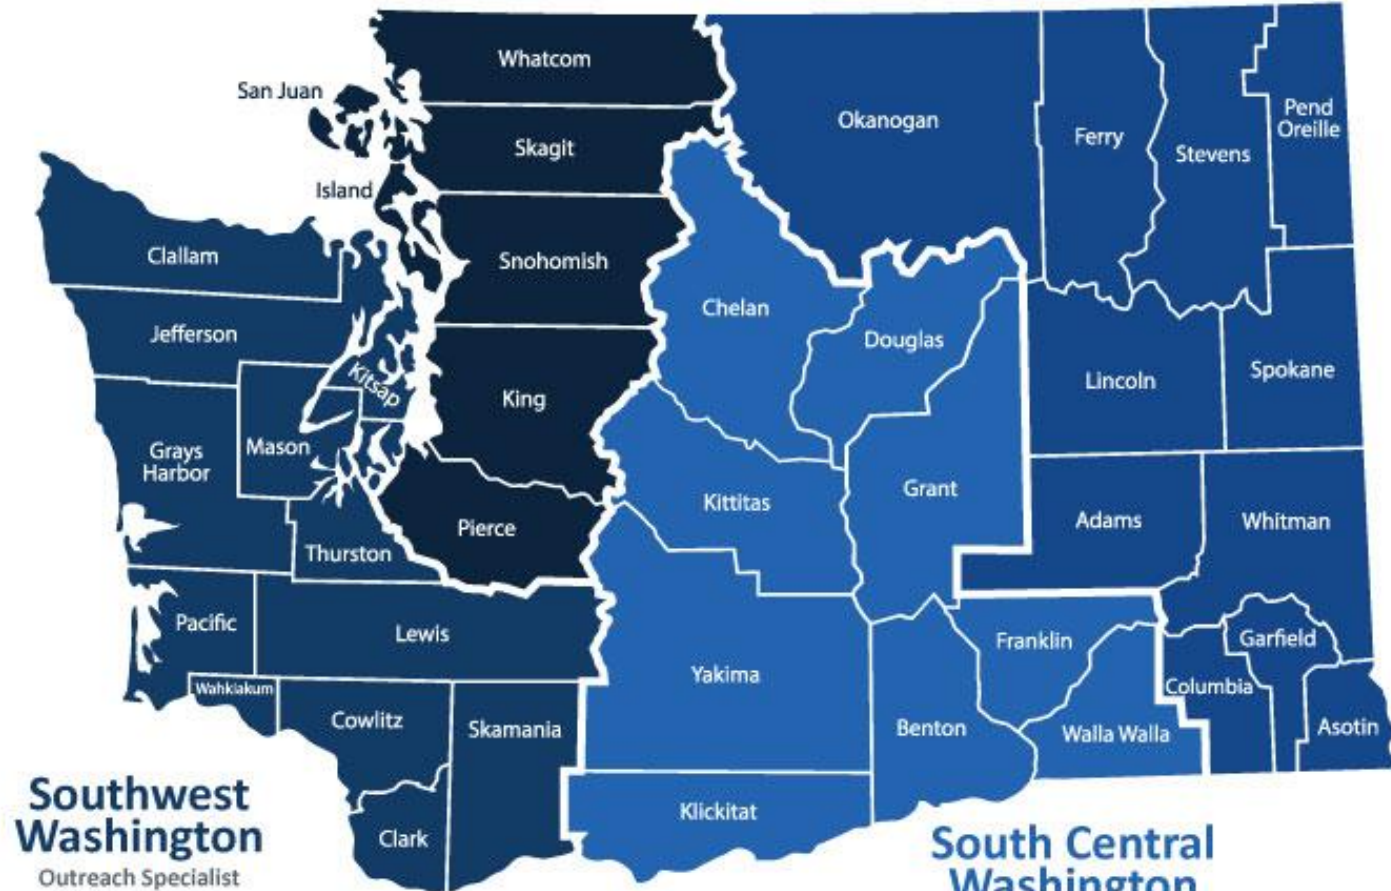 Whatcom
San Juan
Okanogan
Pend
Oreille
Ferry
Skagit
Stevens
Island
Clallam
Snohomish
Chelan
Jefferson
Douglas
Kitsap
King
Lincoln
Spokane
Grays
Harbor
Mason
Kittitas
Grant
Adams
Whitman
Pierce
Thurston
Pacific
Lewis
Franklin
Garfield
Yakima
Wahkiakum
Columbia
Cowlitz
Skamania
Benton
Walla Walla
Asotin
Klickitat
Clark
Southwest
Washington
Outreach Specialist
South Central
Washington